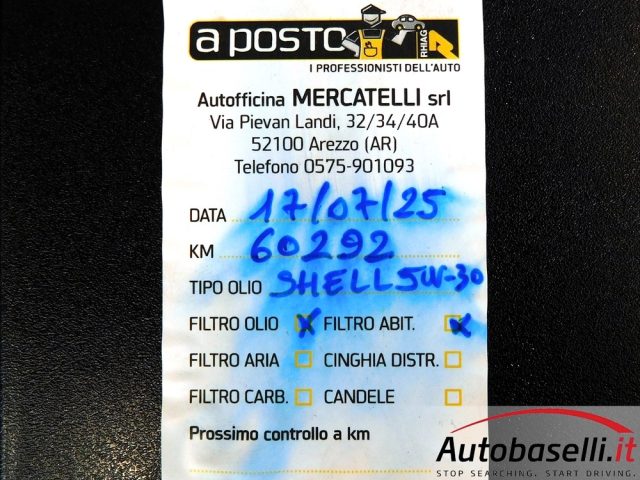 a posto RHIAG
I PROFESSIONISTI DELL'AUTO
Autofficina MERCATELLI srl
Via Pievan Landi, 32/34/40A
52100 Arezzo (AR)
Telefono 0575-901093
DATA 17/07/25
KM 60292
TIPO OLIO SHELL 5W-30
FILTRO OLIO X FILTRO ABIT. X
FILTRO ARIA CINGHIA DISTR.
FILTRO CARB. CANDELE
Prossimo controllo a km
Autobaselli.it
STOP SEARCHING. START DRIVING.